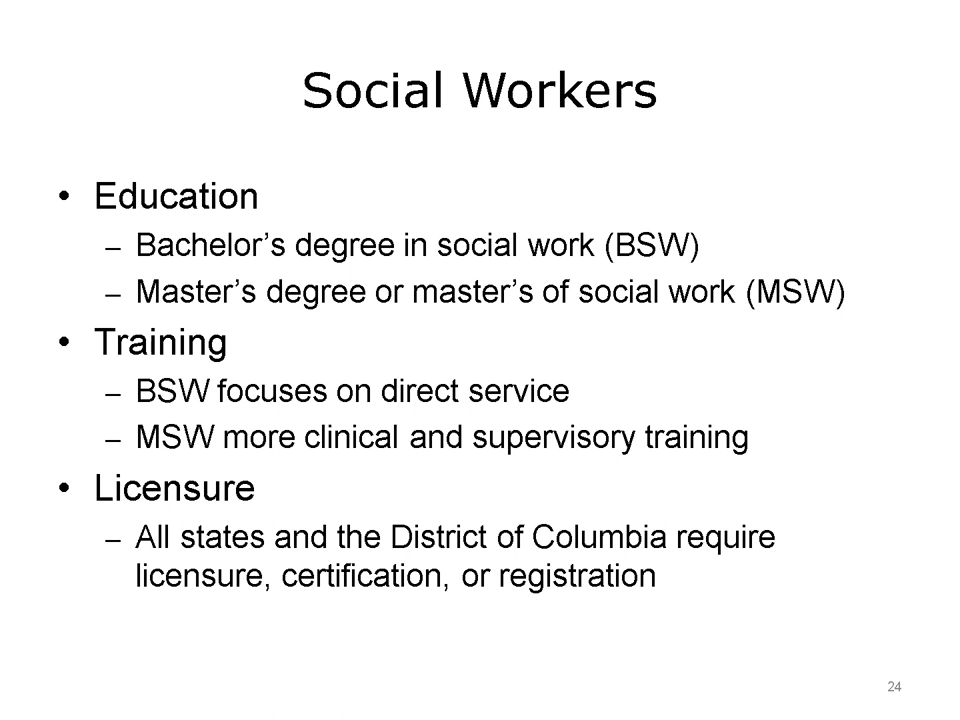 Social Workers
• Education
– Bachelor’s degree in social work (BSW)
– Master’s degree or master’s of social work (MSW)
• Training
– BSW focuses on direct service
– MSW more clinical and supervisory training
• Licensure
– All states and the District of Columbia require
licensure, certification, or registration
24